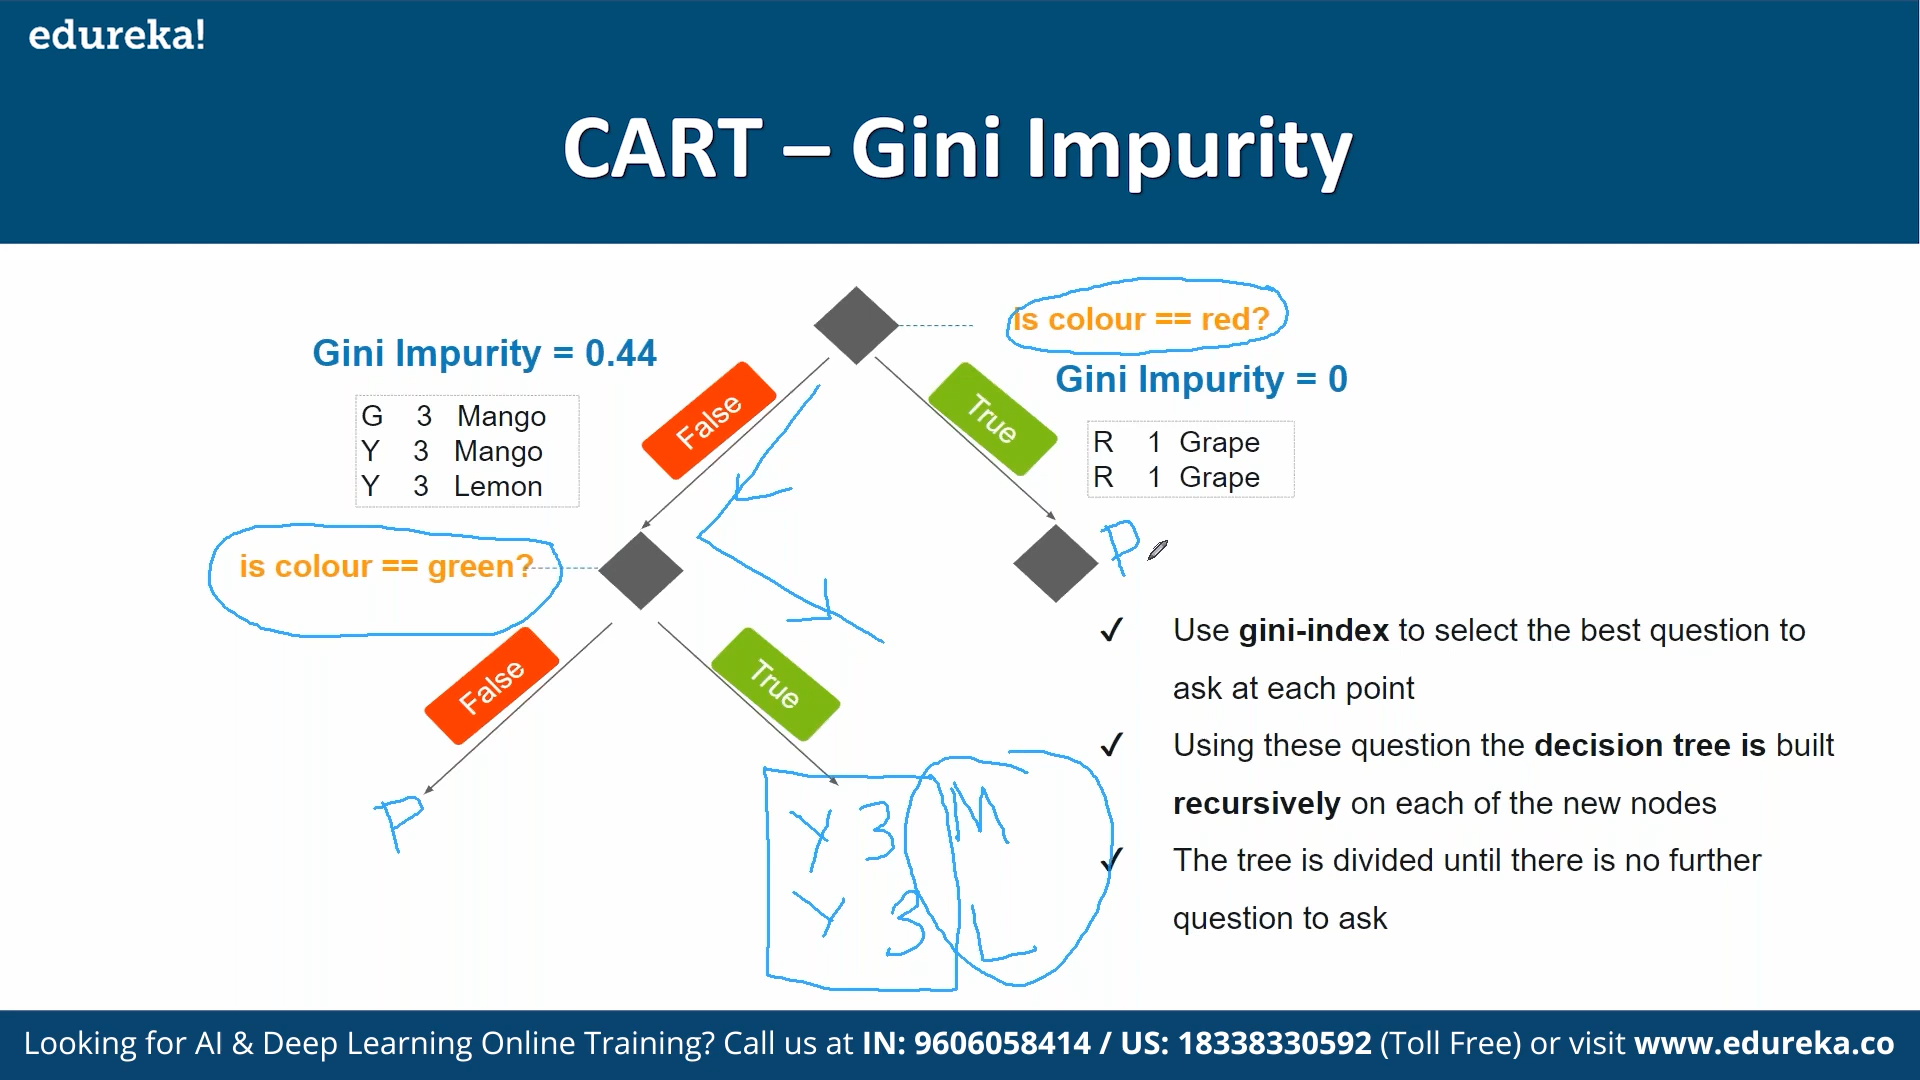 edureka!
CART – Gini Impurity
is colour == red?
Gini Impurity = 0.44
Gini Impurity = 0
G 3 Mango
Y 3 Mango
Y 3 Lemon
False
True
R 1 Grape
R 1 Grape
is colour == green?
P
False
True
✓ Use gini-index to select the best question to
ask at each point
✓ Using these question the decision tree is built
recursively on each of the new nodes
✓ The tree is divided until there is no further
question to ask
P
Y 3 M
Y 3 L
Looking for AI & Deep Learning Online Training? Call us at IN: 9606058414 / US: 18338330592 (Toll Free) or visit www.edureka.co